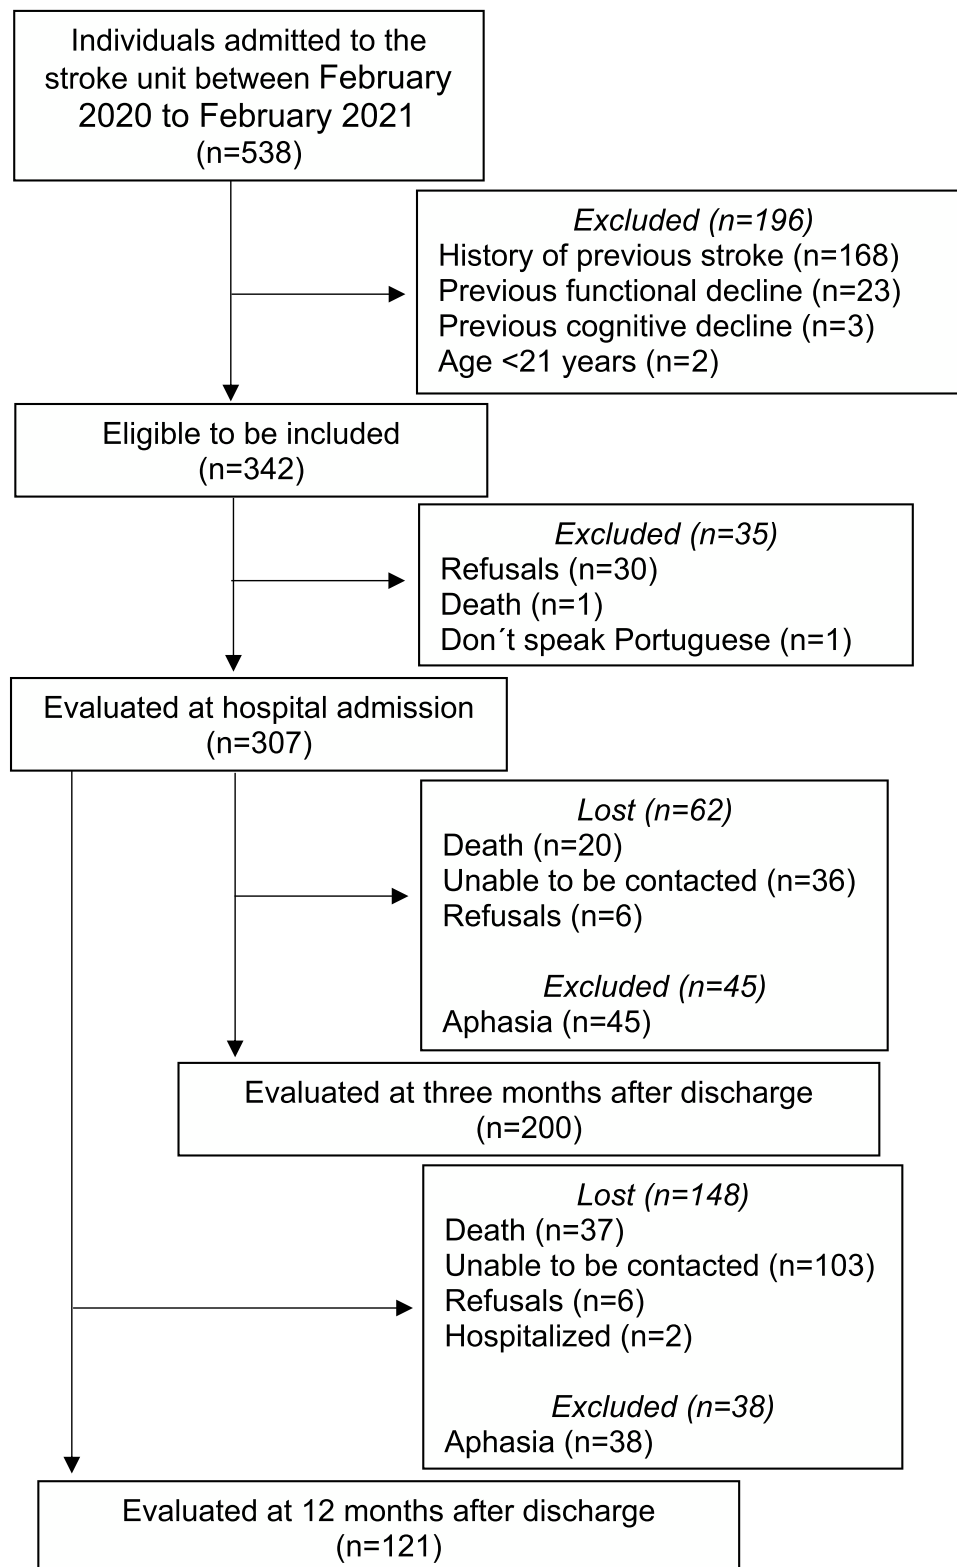 Individuals admitted to the
stroke unit between February
2020 to February 2021
(n=538)
Excluded (n=196)
History of previous stroke (n=168)
Previous functional decline (n=23)
Previous cognitive decline (n=3)
Age <21 years (n=2)
Eligible to be included
(n=342)
Excluded (n=35)
Refusals (n=30)
Death (n=1)
Don´t speak Portuguese (n=1)
Evaluated at hospital admission
(n=307)
Lost (n=62)
Death (n=20)
Unable to be contacted (n=36)
Refusals (n=6)
Excluded (n=45)
Aphasia (n=45)
Evaluated at three months after discharge
(n=200)
Lost (n=148)
Death (n=37)
Unable to be contacted (n=103)
Refusals (n=6)
Hospitalized (n=2)
Excluded (n=38)
Aphasia (n=38)
Evaluated at 12 months after discharge
(n=121)